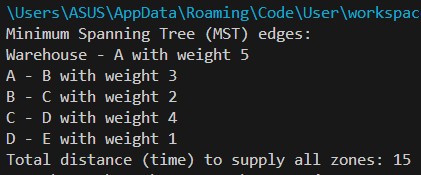 \Users\ASUS\AppData\Roaming\Code\User\workspac
Minimum Spanning Tree (MST) edges:
Warehouse - A with weight 5
A - B with weight 3
B - C with weight 2
C - D with weight 4
D - E with weight 1
Total distance (time) to supply all zones: 15